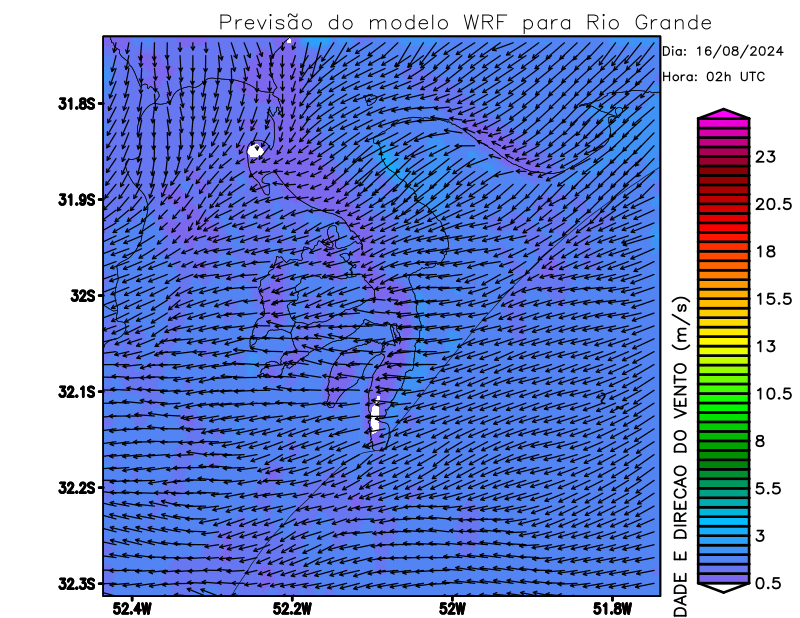 Previsão do modelo WRF para Rio Grande
Dia: 16/08/2024
Hora: 02h UTC
31.8S
31.9S
32S
32.1S
32.2S
32.3S
52.4W
52.2W
52W
51.8W
23
20.5
18
15.5
13
10.5
8
5.5
3
0.5
DADE E DIRECAO DO VENTO (m/s)